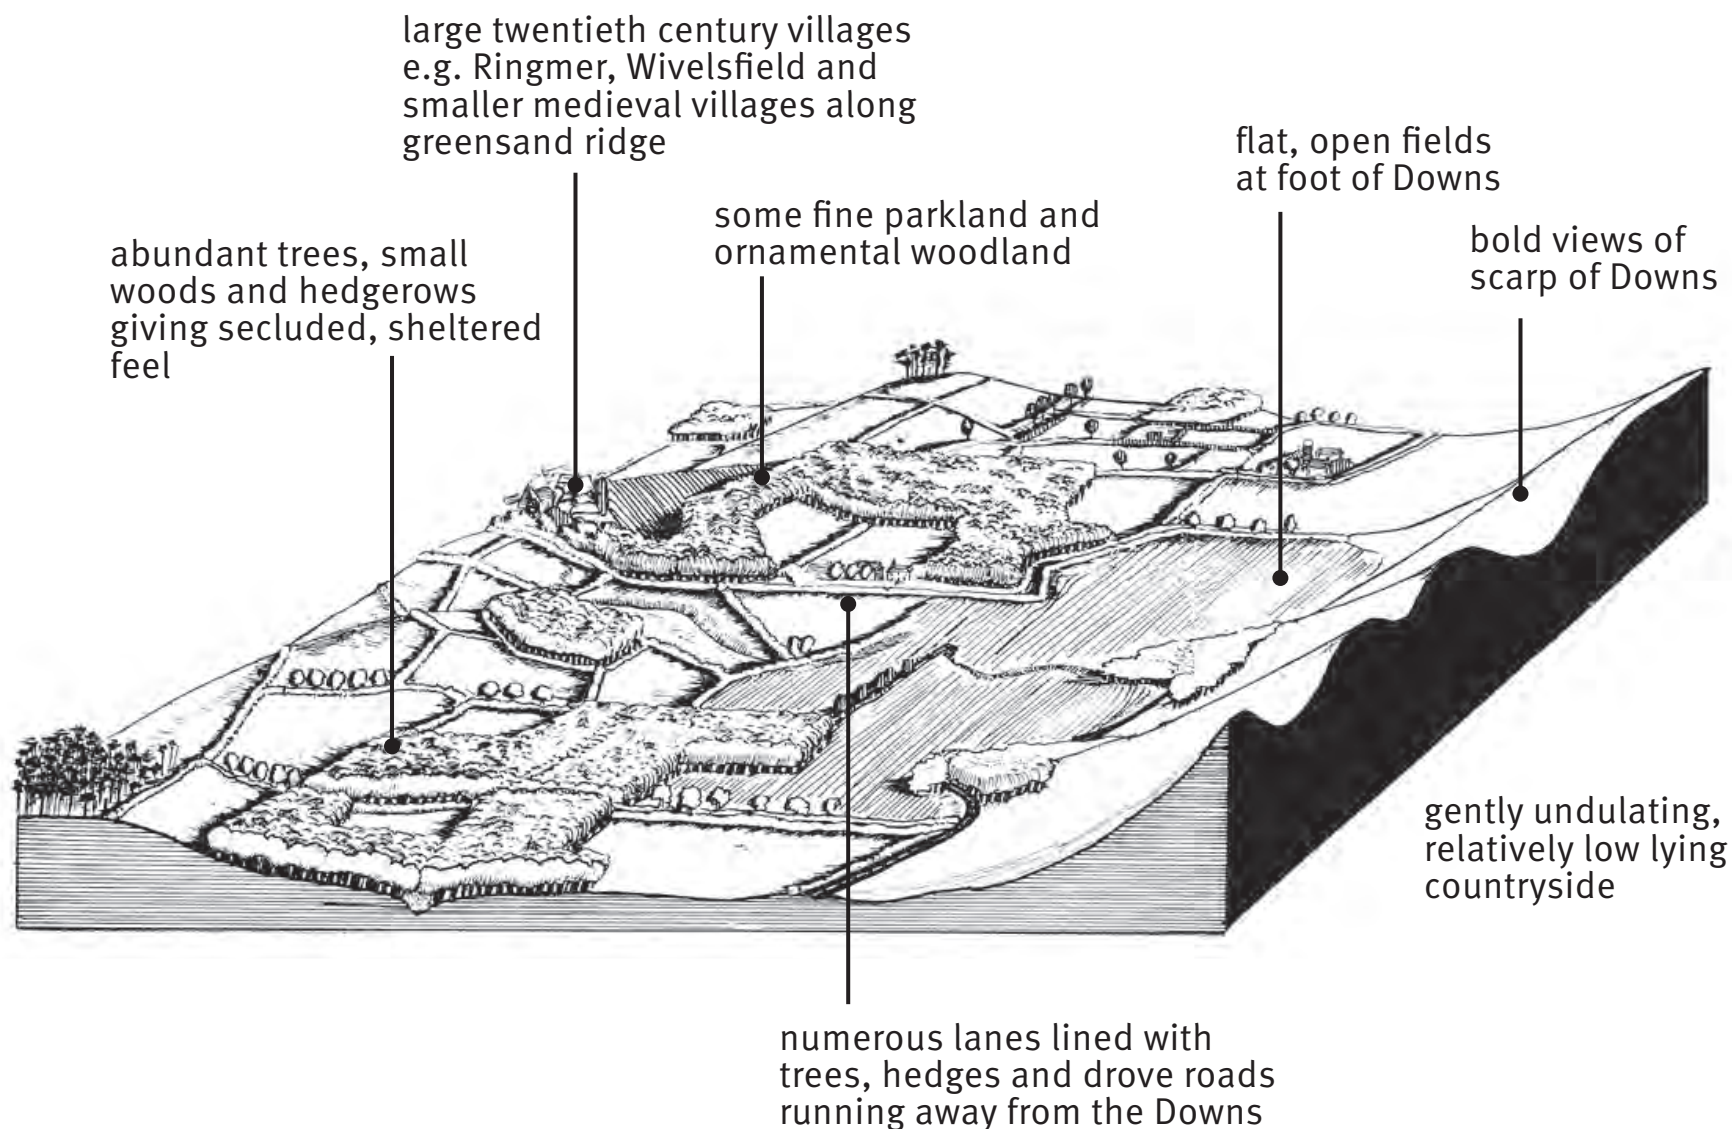 large twentieth century villages
e.g. Ringmer, Wivelsfield and
smaller medieval villages along
greensand ridge
flat, open fields
at foot of Downs
some fine parkland and
ornamental woodland
bold views of
scarp of Downs
abundant trees, small
woods and hedgerows
giving secluded, sheltered
feel
gently undulating,
relatively low lying
countryside
numerous lanes lined with
trees, hedges and drove roads
running away from the Downs